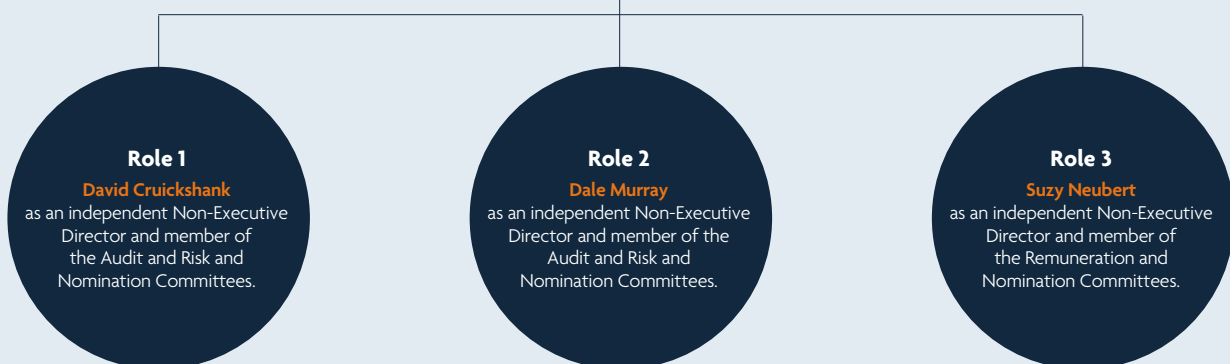 Role 1
David Cruickshank
as an independent Non-Executive
Director and member of
the Audit and Risk and
Nomination Committees.
Role 2
Dale Murray
as an independent Non-Executive
Director and member of the
Audit and Risk and
Nomination Committees.
Role 3
Suzy Neubert
as an independent Non-Executive
Director and member of
the Remuneration and
Nomination Committees.